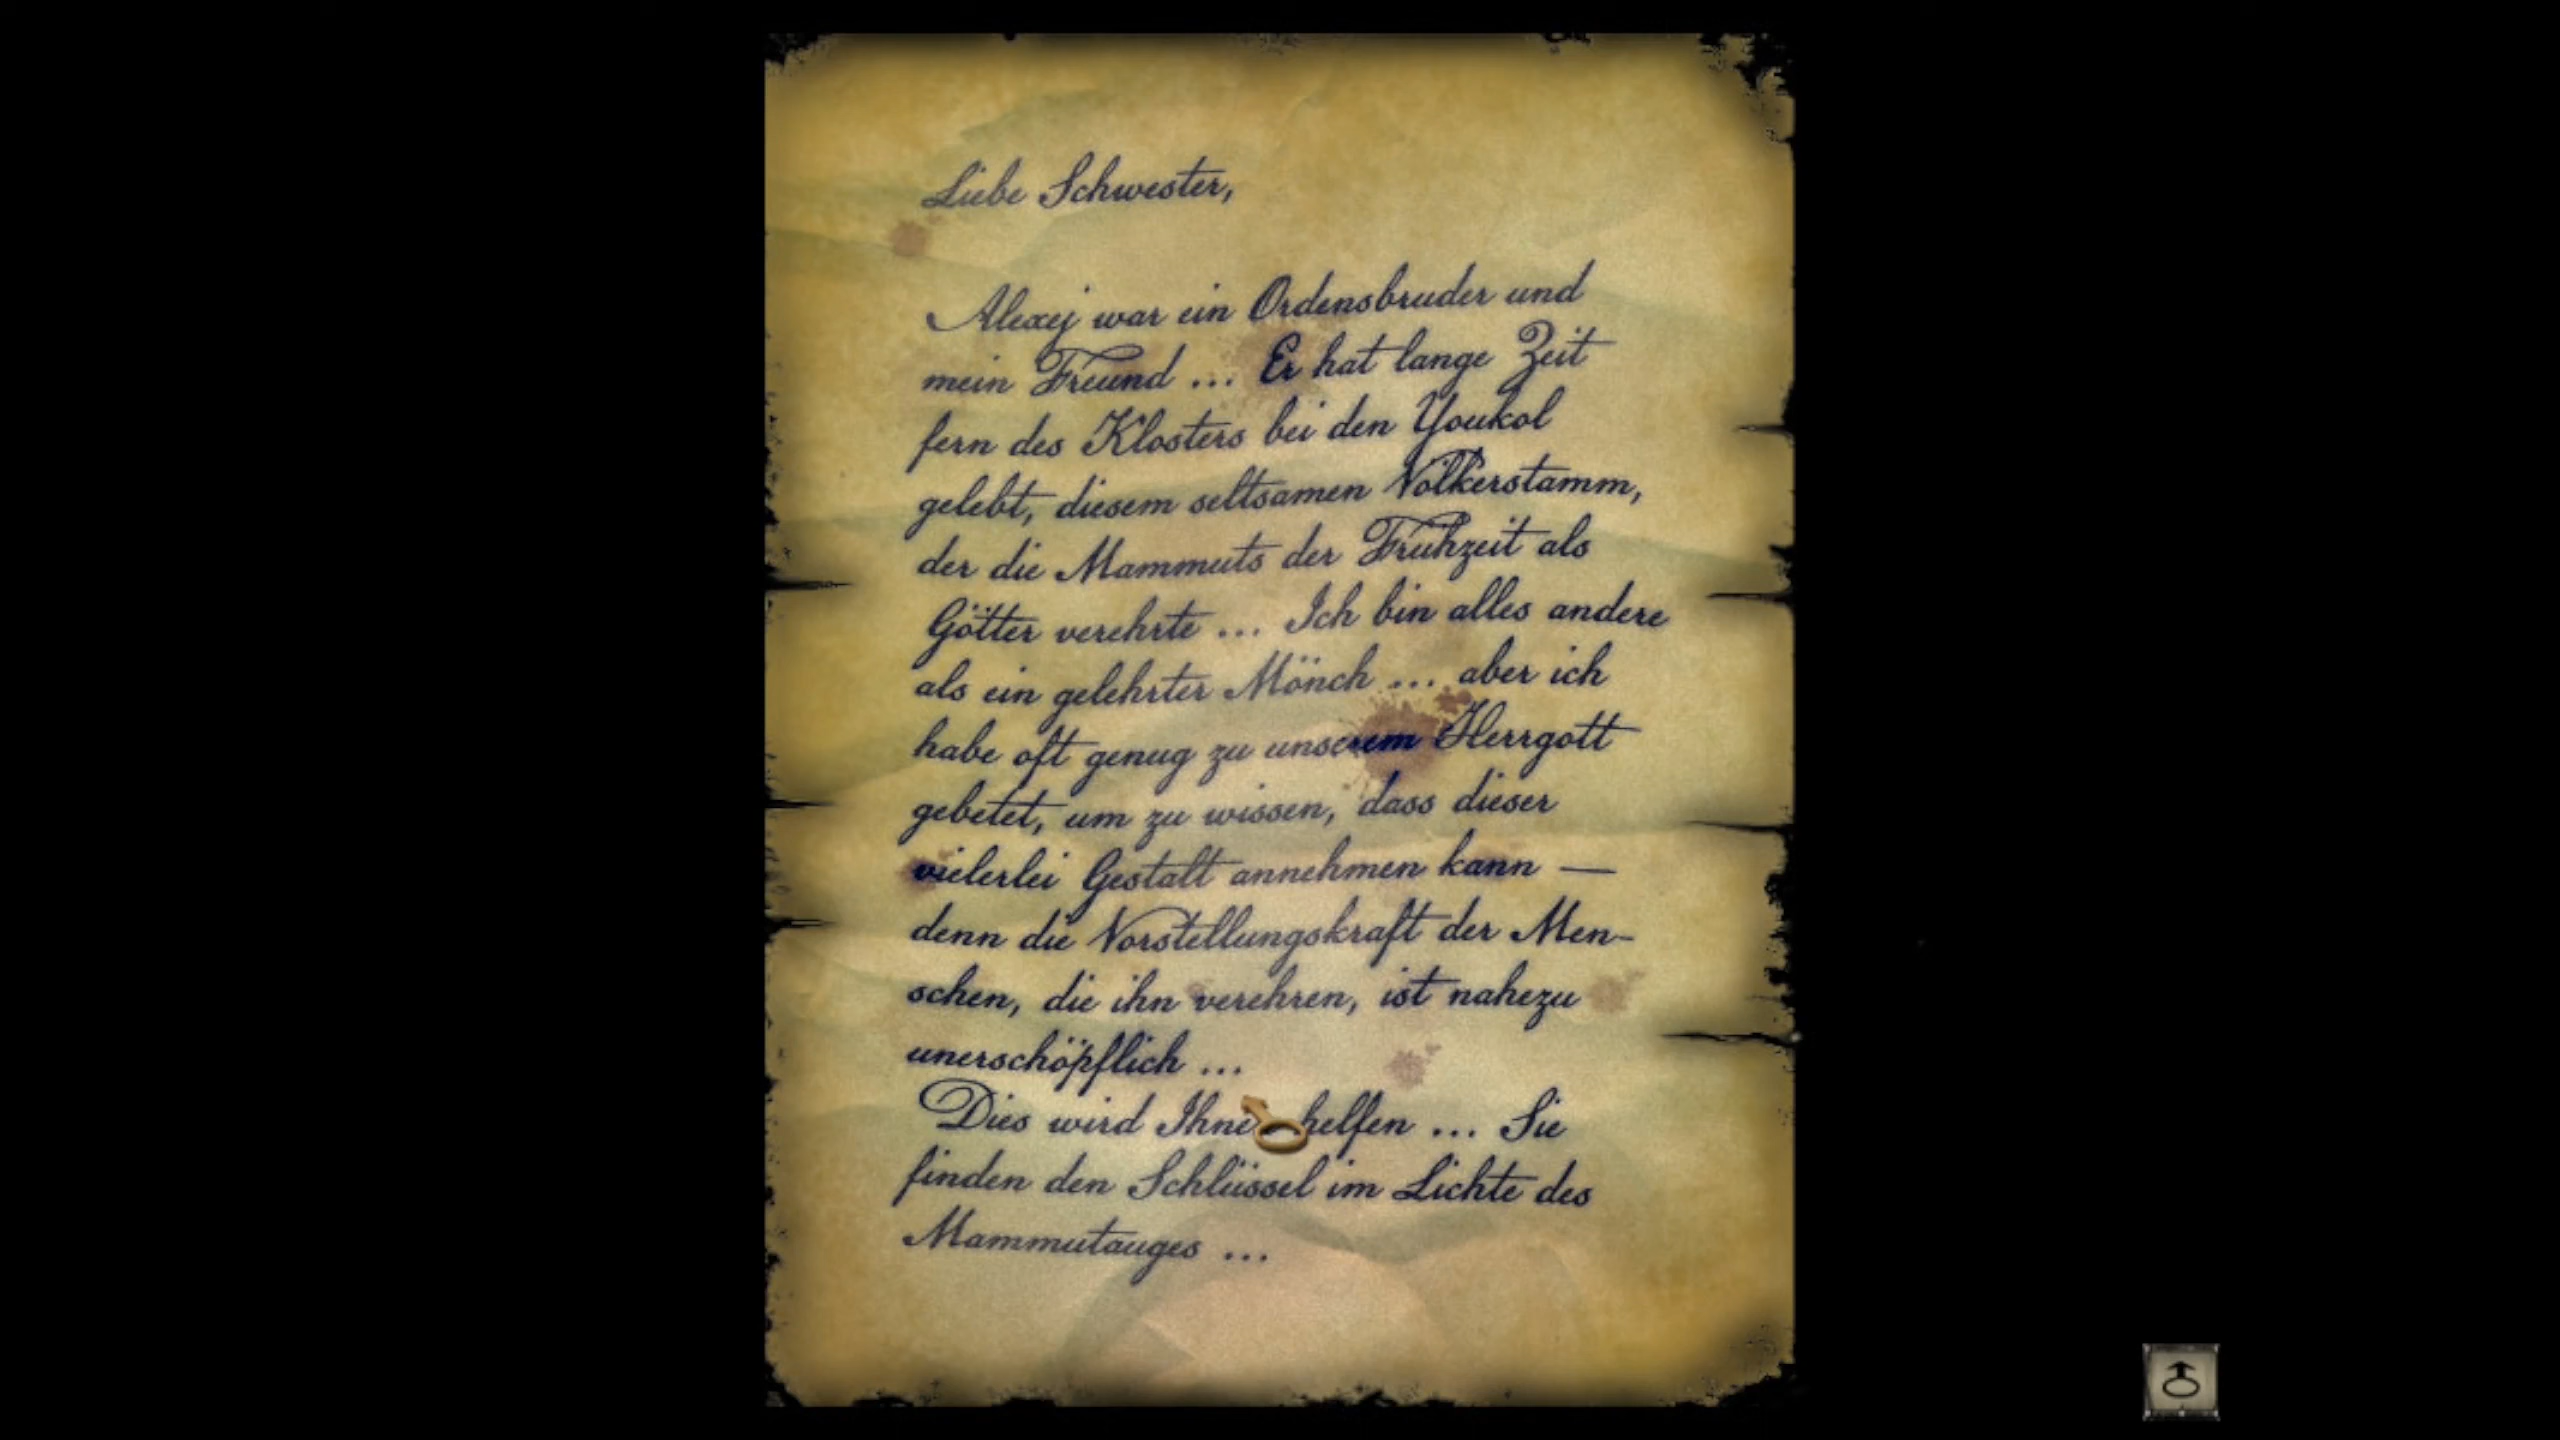 Liebe Schwester,
Alexej war ein Ordensbruder und
mein Freund ... Er hat lange Zeit
fern des Klosters bei den Youkol
gelebt, diesem seltsamen Völkerstamm,
der die Mammuts der Frühzeit als
Götter verehrte ... Ich bin alles andere
als ein gelehrter Mönch ... aber ich
habe oft genug zu unserem Herrgott
gebetet, um zu wissen, dass dieser
vielerlei Gestalt annehmen kann —
denn die Vorstellungskraft der Men-
schen, die ihn verehren, ist nahezu
unerschöpflich ...
Dies wird Ihnen helfen ... Sie
finden den Schlüssel im Lichte des
Mammutauges ...